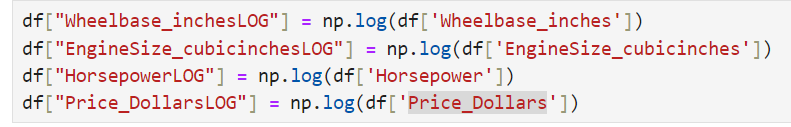 df["Wheelbase_inchesLOG"] = np.log(df['Wheelbase_inches'])
df["EngineSize_cubicinchesLOG"] = np.log(df['EngineSize_cubicinches'])
df["HorsepowerLOG"] = np.log(df['Horsepower'])
df["Price_DollarsLOG"] = np.log(df['Price_Dollars'])